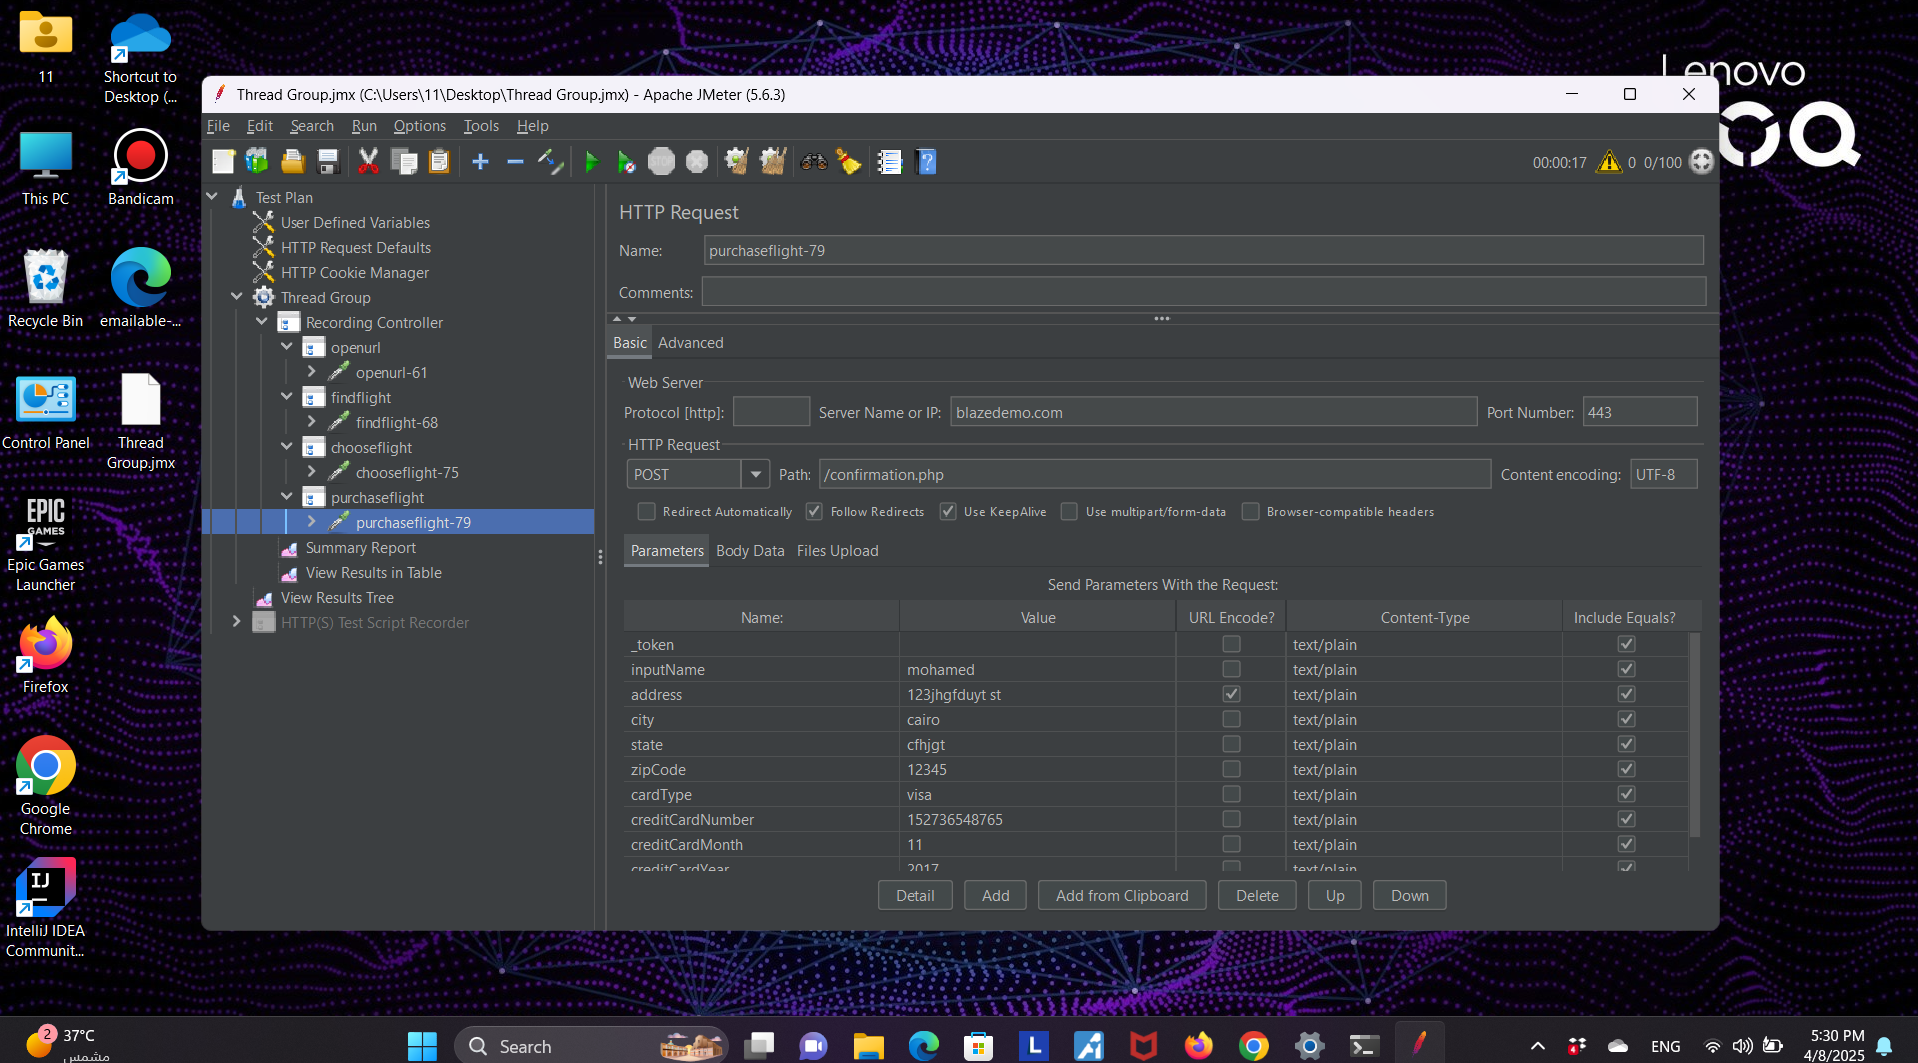 11
Shortcut to
Desktop (...
This PC
Bandicam
Recycle Bin
emailable-...
Control Panel
Thread
Group.jmx
EPIC
GAMES
Epic Games
Launcher
Firefox
Google
Chrome
IJ
IntelliJ IDEA
Communit...
Lenovo
LOQ
Thread Group.jmx (C:\Users\11\Desktop\Thread Group.jmx) - Apache JMeter (5.6.3)
File Edit Search Run Options Tools Help
STOP
00:00:17 0 0/100
Test Plan
User Defined Variables
HTTP Request Defaults
HTTP Cookie Manager
Thread Group
Recording Controller
openurl
openurl-61
findflight
findflight-68
chooseflight
chooseflight-75
purchaseflight
purchaseflight-79
Summary Report
View Results in Table
View Results Tree
HTTP(S) Test Script Recorder
HTTP Request
Name: purchaseflight-79
Comments:
Basic Advanced
Web Server
Protocol [http]: Server Name or IP: blazedemo.com Port Number: 443
HTTP Request
POST Path: /confirmation.php Content encoding: UTF-8
Redirect Automatically Follow Redirects Use KeepAlive Use multipart/form-data Browser-compatible headers
Parameters Body Data Files Upload
Send Parameters With the Request:
Name: Value URL Encode? Content-Type Include Equals?
_token text/plain
inputName mohamed text/plain
address 123jhgfduyt st text/plain
city cairo text/plain
state cfhjgt text/plain
zipCode 12345 text/plain
cardType visa text/plain
creditCardNumber 152736548765 text/plain
creditCardMonth 11 text/plain
creditCardYear 2017 text/plain
Detail Add Add from Clipboard Delete Up Down
2
37°C
مشمس
Search
L
4
ENG
5:30 PM
4/8/2025